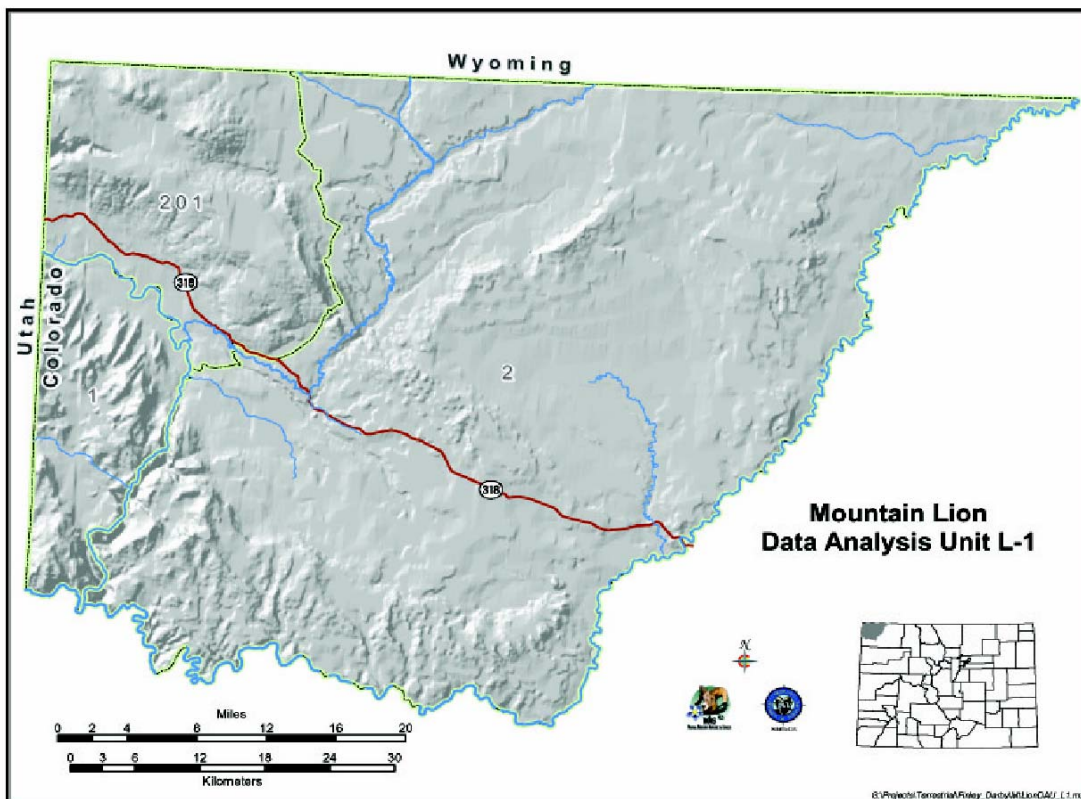 Wyoming
201
318
Utah
Colorado
1
2
318
Mountain Lion
Data Analysis Unit L-1
N
Miles
0 2 4 8 12 16 20
0 3 6 12 18 24 30
Kilometers